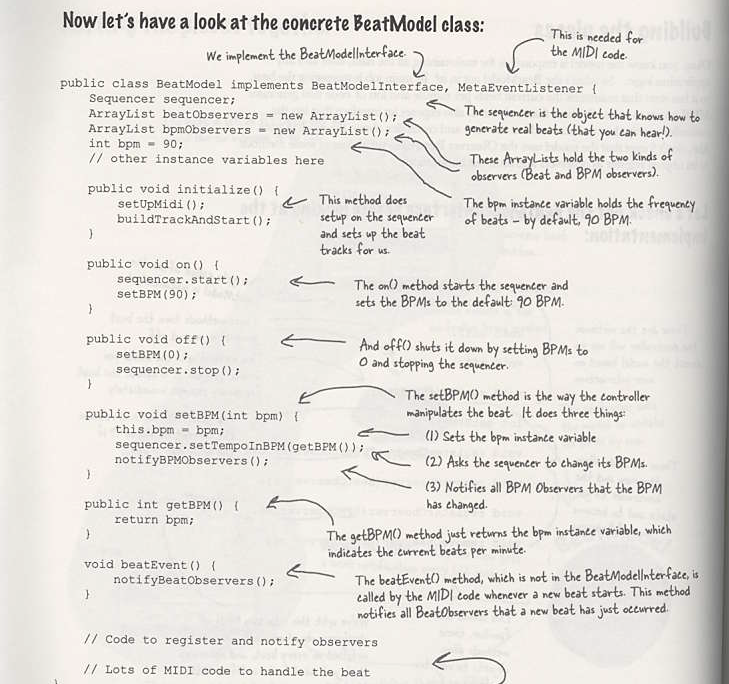 Now let's have a look at the concrete BeatModel class:
We implement the BeatModelInterface.
This is needed for
the MIDI code.
public class BeatModel implements BeatModelInterface, MetaEventListener {
Sequencer sequencer;
ArrayList beatObservers = new ArrayList();
ArrayList bpmObservers = new ArrayList();
int bpm = 90;
// other instance variables here
The sequencer is the object that knows how to
generate real beats (that you can hear!).
These ArrayLists hold the two kinds of
observers (Beat and BPM observers).
The bpm instance variable holds the frequency
of beats – by default, 90 BPM.
public void initialize() {
setUpMidi();
buildTrackAndStart();
}
This method does
setup on the sequencer
and sets up the beat
tracks for us.
public void on() {
sequencer.start();
setBPM(90);
}
The on() method starts the sequencer and
sets the BPMs to the default: 90 BPM.
public void off() {
setBPM(0);
sequencer.stop();
}
And off() shuts it down by setting BPMs to
0 and stopping the sequencer.
public void setBPM(int bpm) {
this.bpm = bpm;
sequencer.setTempoInBPM(getBPM());
notifyBPMObservers();
}
The setBPM() method is the way the controller
manipulates the beat. It does three things:
(1) Sets the bpm instance variable
(2) Asks the sequencer to change its BPMs.
(3) Notifies all BPM Observers that the BPM
has changed.
public int getBPM() {
return bpm;
}
The getBPM() method just returns the bpm instance variable, which
indicates the current beats per minute.
void beatEvent() {
notifyBeatObservers();
}
The beatEvent() method, which is not in the BeatModelInterface, is
called by the MIDI code whenever a new beat starts. This method
notifies all BeatObservers that a new beat has just occurred.
// Code to register and notify observers
// Lots of MIDI code to handle the beat